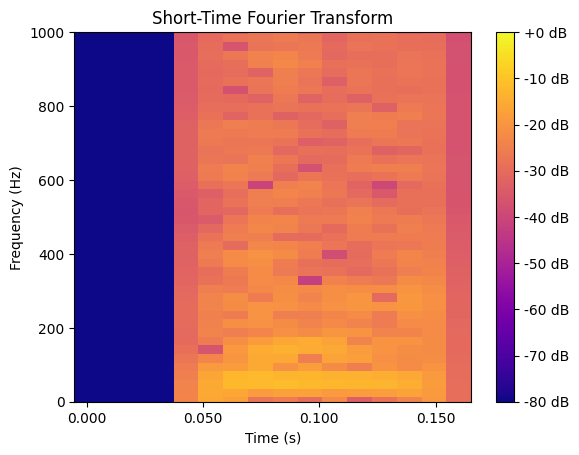 Short-Time Fourier Transform
Frequency (Hz)
1000
800
600
400
200
0
0.000
0.050
0.100
0.150
Time (s)
+0 dB
-10 dB
-20 dB
-30 dB
-40 dB
-50 dB
-60 dB
-70 dB
-80 dB